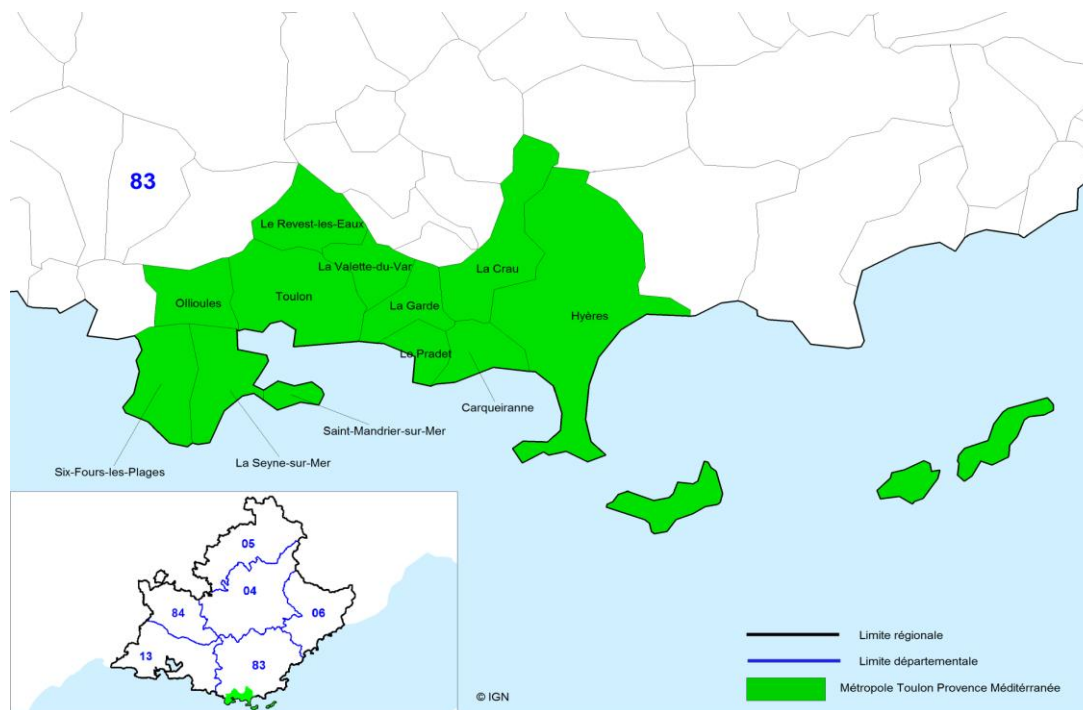 83
Le Revest-les-Eaux
La Valette-du-Var
La Crau
Ollioules
Toulon
La Garde
Hyères
Le Pradet
Carqueiranne
Saint-Mandrier-sur-Mer
La Seyne-sur-Mer
Six-Fours-les-Plages
05
04
84
06
13
83
© IGN
Limite régionale
Limite départementale
Métropole Toulon Provence Méditérranée